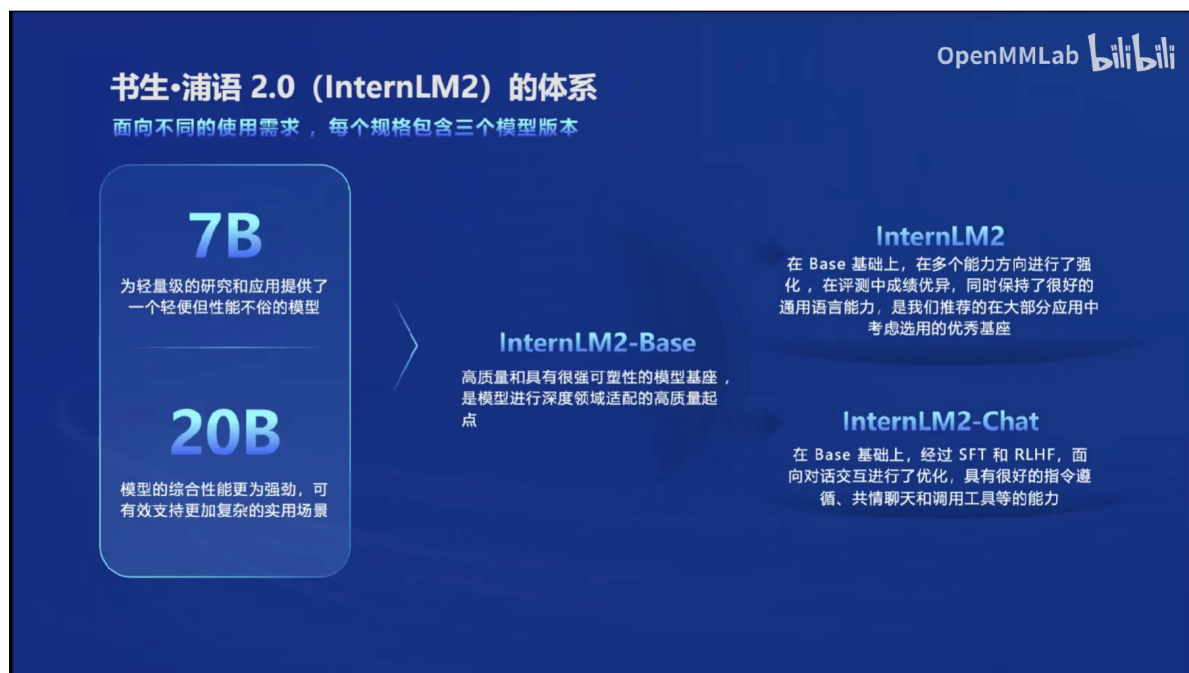 OpenMMLab bilibili
书生•浦语 2.0（InternLM2）的体系
面向不同的使用需求，每个规格包含三个模型版本
7B
为轻量级的研究和应用提供了
一个轻便但性能不俗的模型
20B
模型的综合性能更为强劲，可
有效支持更加复杂的实用场景
InternLM2-Base
高质量和具有很强可塑性的模型基座，
是模型进行深度领域适配的高质量起
点
InternLM2
在 Base 基础上，在多个能力方向进行了强
化，在评测中成绩优异，同时保持了很好的
通用语言能力，是我们推荐的在大部分应用中
考虑选用的优秀基座
InternLM2-Chat
在 Base 基础上，经过 SFT 和 RLHF，面
向对话交互进行了优化，具有很好的指令遵
循、共情聊天和调用工具等的能力